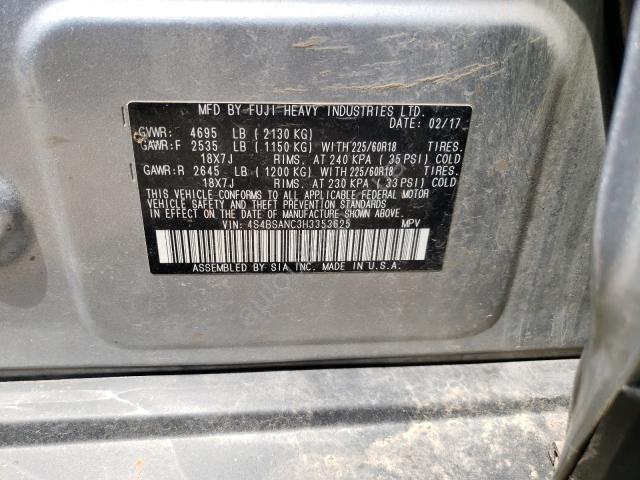 MFD BY FUJI HEAVY INDUSTRIES LTD.
DATE: 02/17
GVWR: 4695 LB ( 2130 KG)
GAWR:F 2535 LB ( 1150 KG) WITH 225/60R18 TIRES.
18X7J RIMS. AT 240 KPA ( 35 PSI) COLD
GAWR:R 2645 LB ( 1200 KG) WITH 225/60R18 TIRES.
18X7J RIMS. AT 230 KPA ( 33 PSI) COLD
THIS VEHICLE CONFORMS TO ALL APPLICABLE FEDERAL MOTOR
VEHICLE SAFETY AND THEFT PREVENTION STANDARDS
IN EFFECT ON THE DATE OF MANUFACTURE SHOWN ABOVE.
VIN: 4S4BSANC3H3353625 MPV
ASSEMBLED BY SIA INC. MADE IN U.S.A.